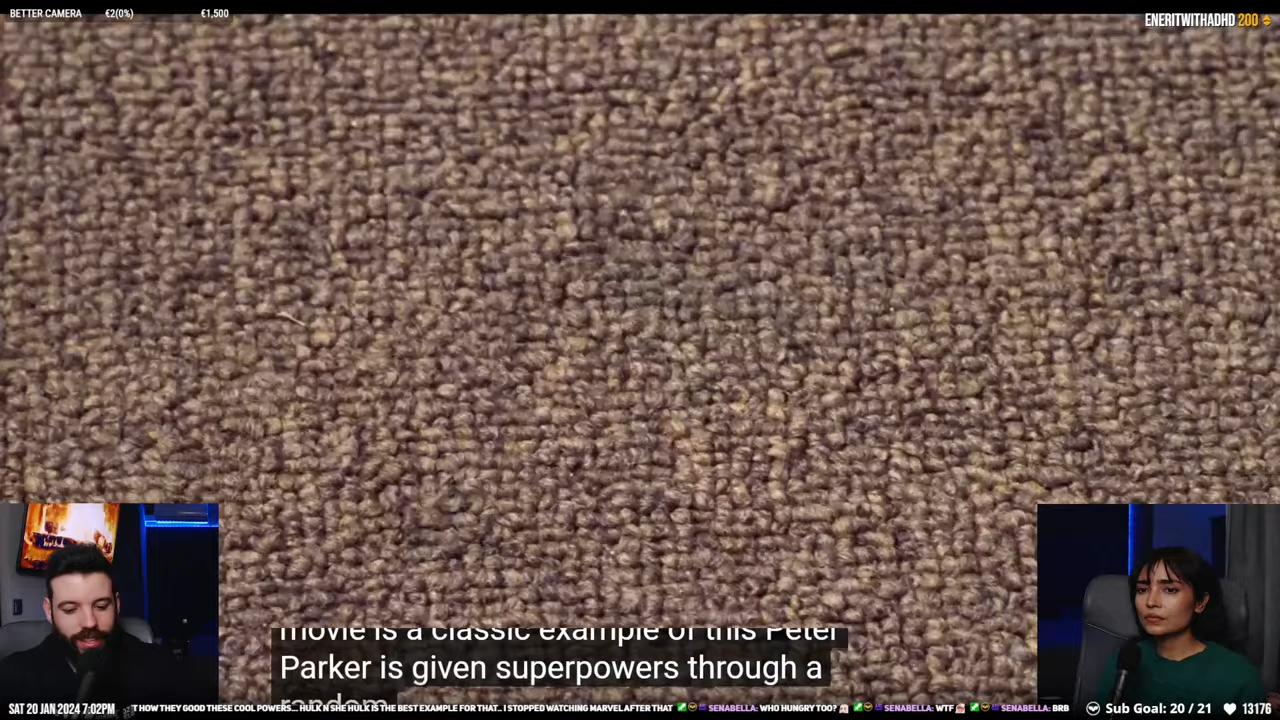 BETTER CAMERA €2(0%) €1,500
ENERITWITHADHD 200
movie is a classic example of this Peter
Parker is given superpowers through a
random
SAT 20 JAN 2024 7:02PM
T HOW THEY GOOD THESE COOL POWERS... HULK N SHE HULK IS THE BEST EXAMPLE FOR THAT.. I STOPPED WATCHING MARVEL AFTER THAT SENABELLA: WHO HUNGRY TOO? SENABELLA: WTF SENABELLA: BRB
Sub Goal: 20 / 21 13176